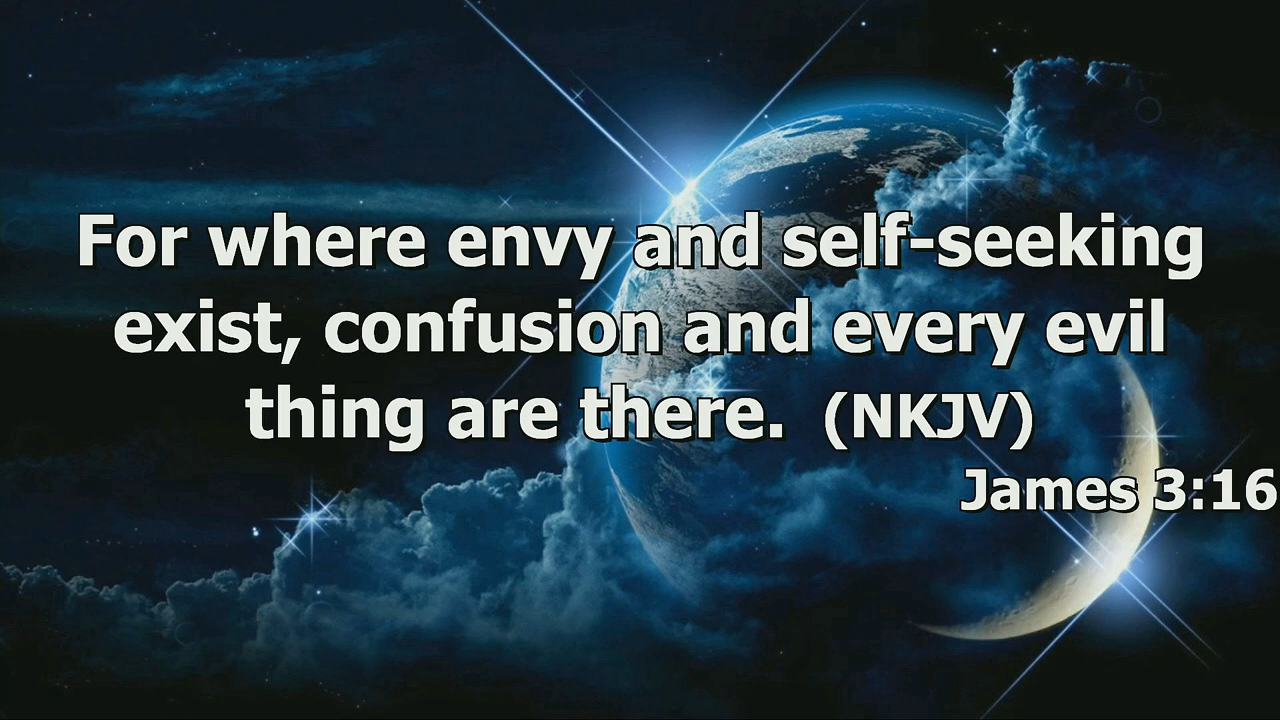 For where envy and self-seeking
exist, confusion and every evil
thing are there. (NKJV)
James 3:16